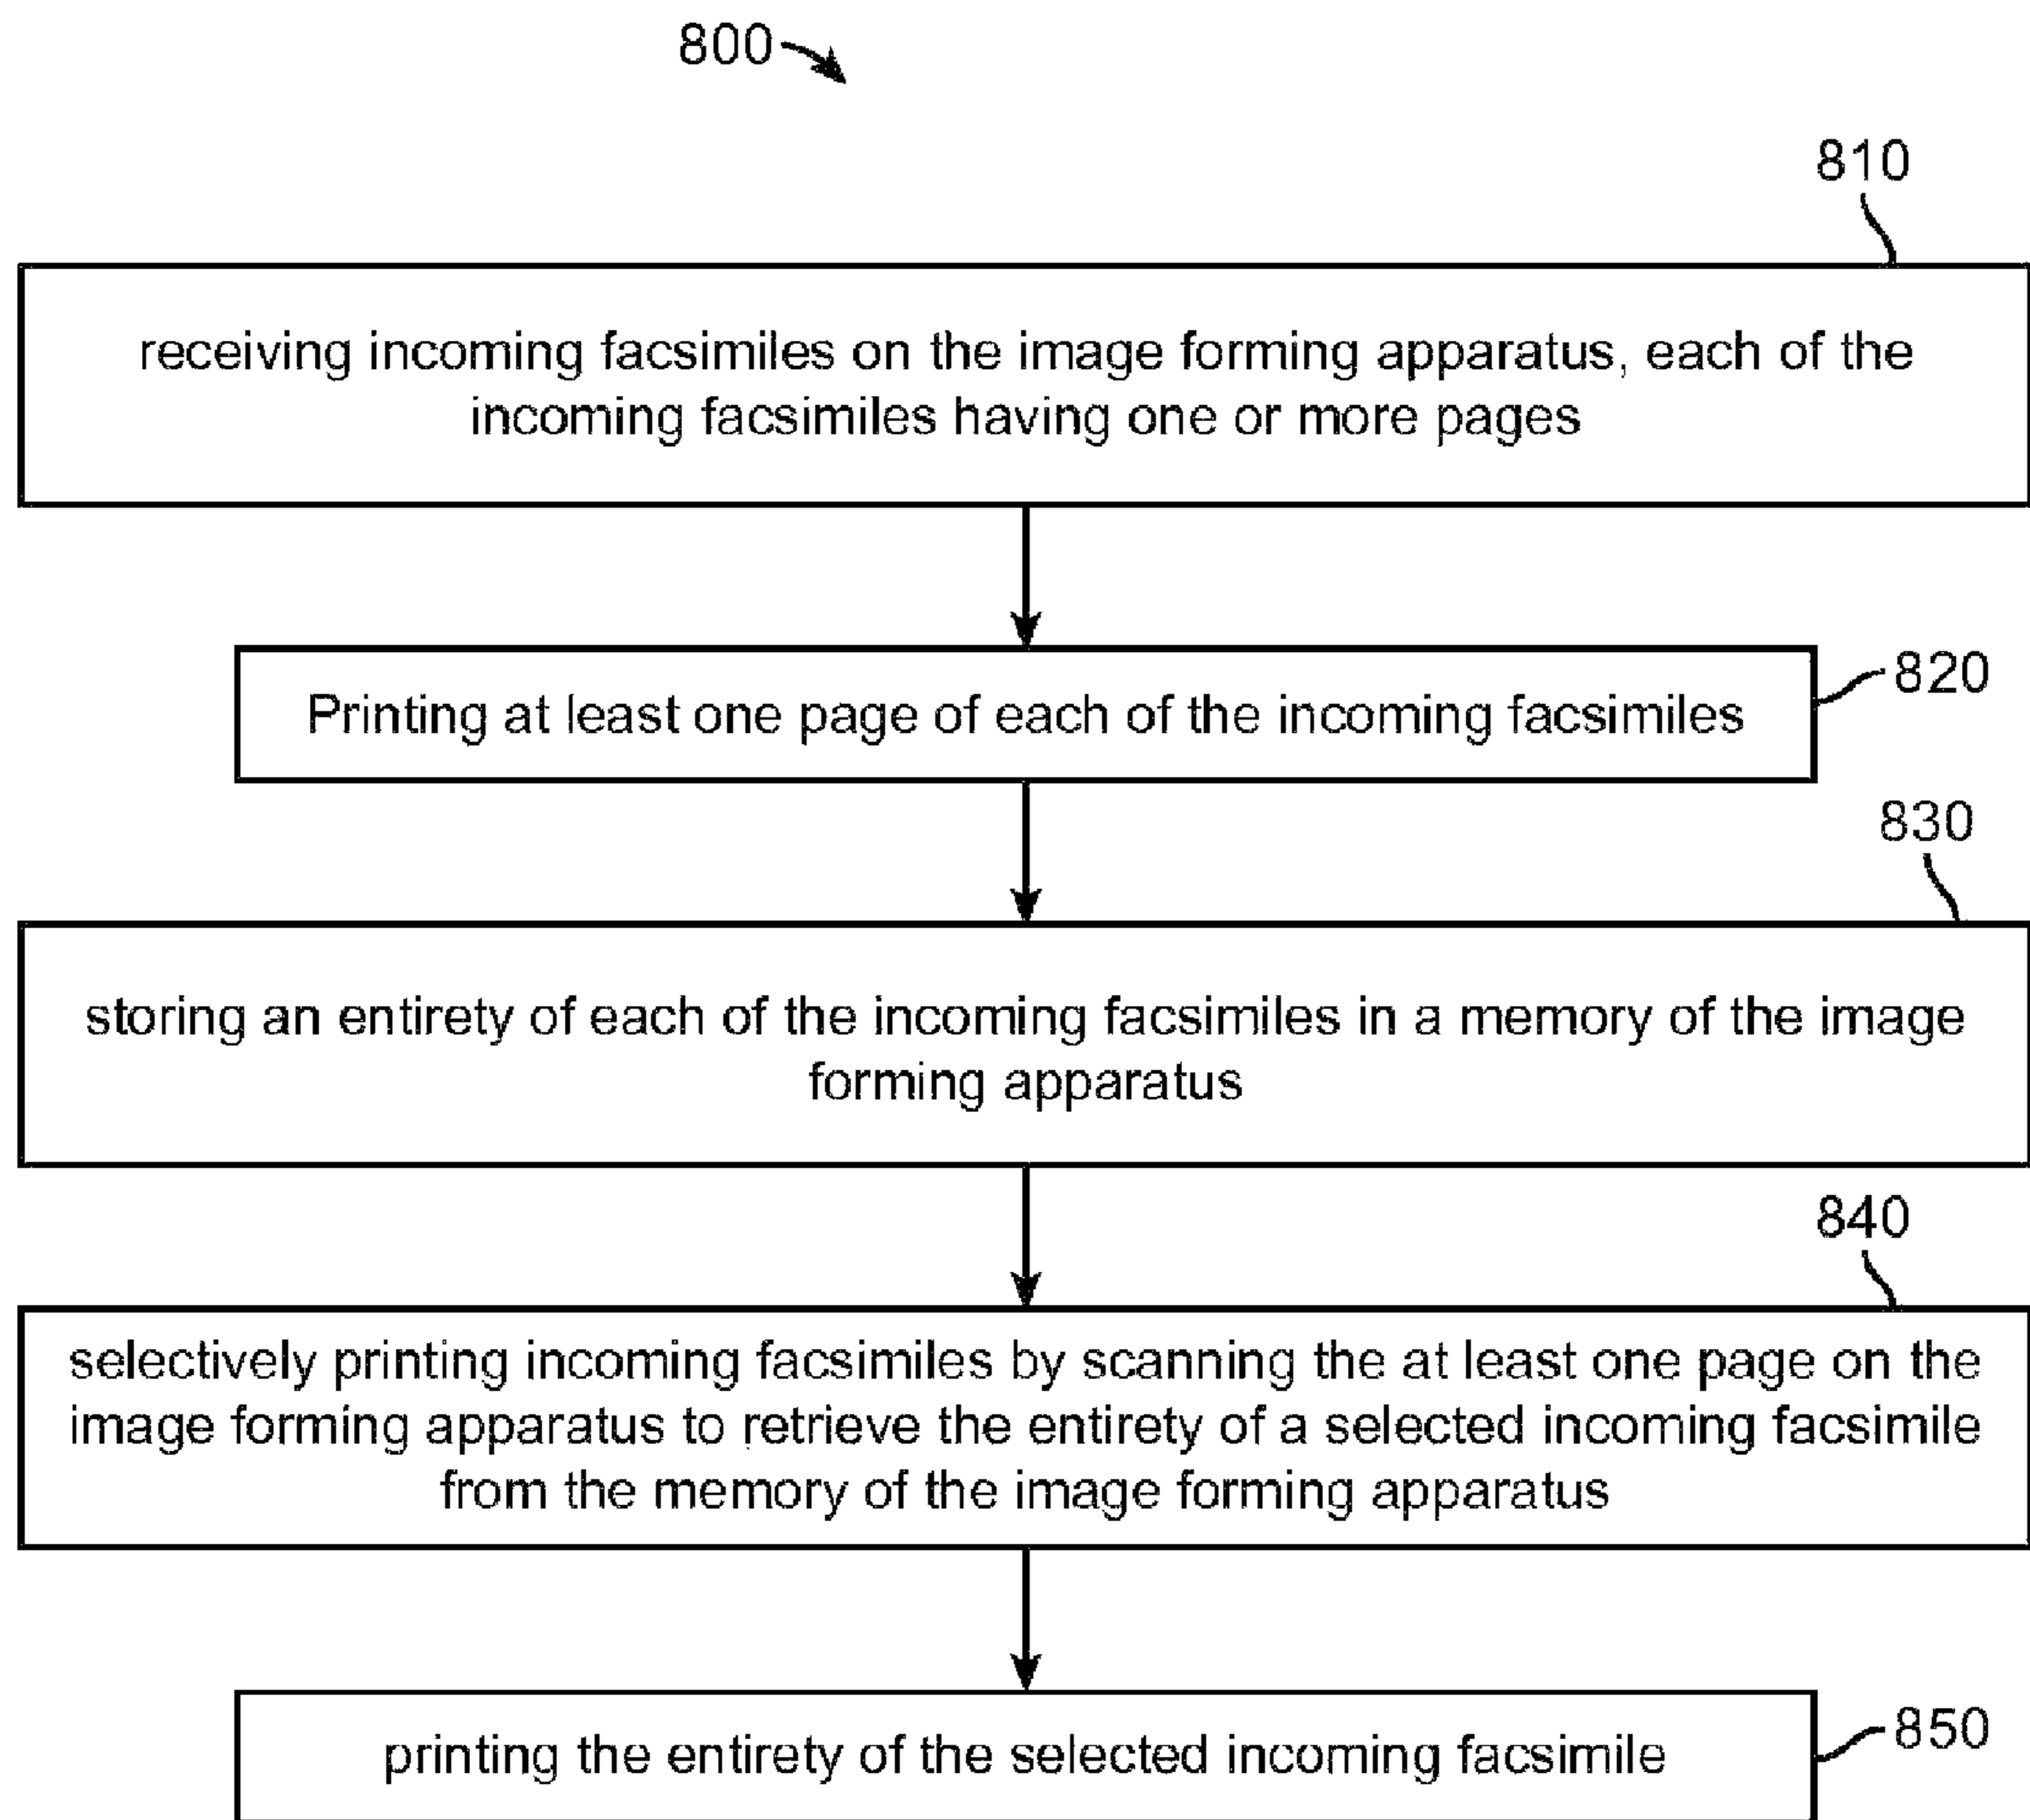 800
810
receiving incoming facsimiles on the image forming apparatus, each of the
incoming facsimiles having one or more pages
820
Printing at least one page of each of the incoming facsimiles
830
storing an entirety of each of the incoming facsimiles in a memory of the image
forming apparatus
840
selectively printing incoming facsimiles by scanning the at least one page on the
image forming apparatus to retrieve the entirety of a selected incoming facsimile
from the memory of the image forming apparatus
850
printing the entirety of the selected incoming facsimile